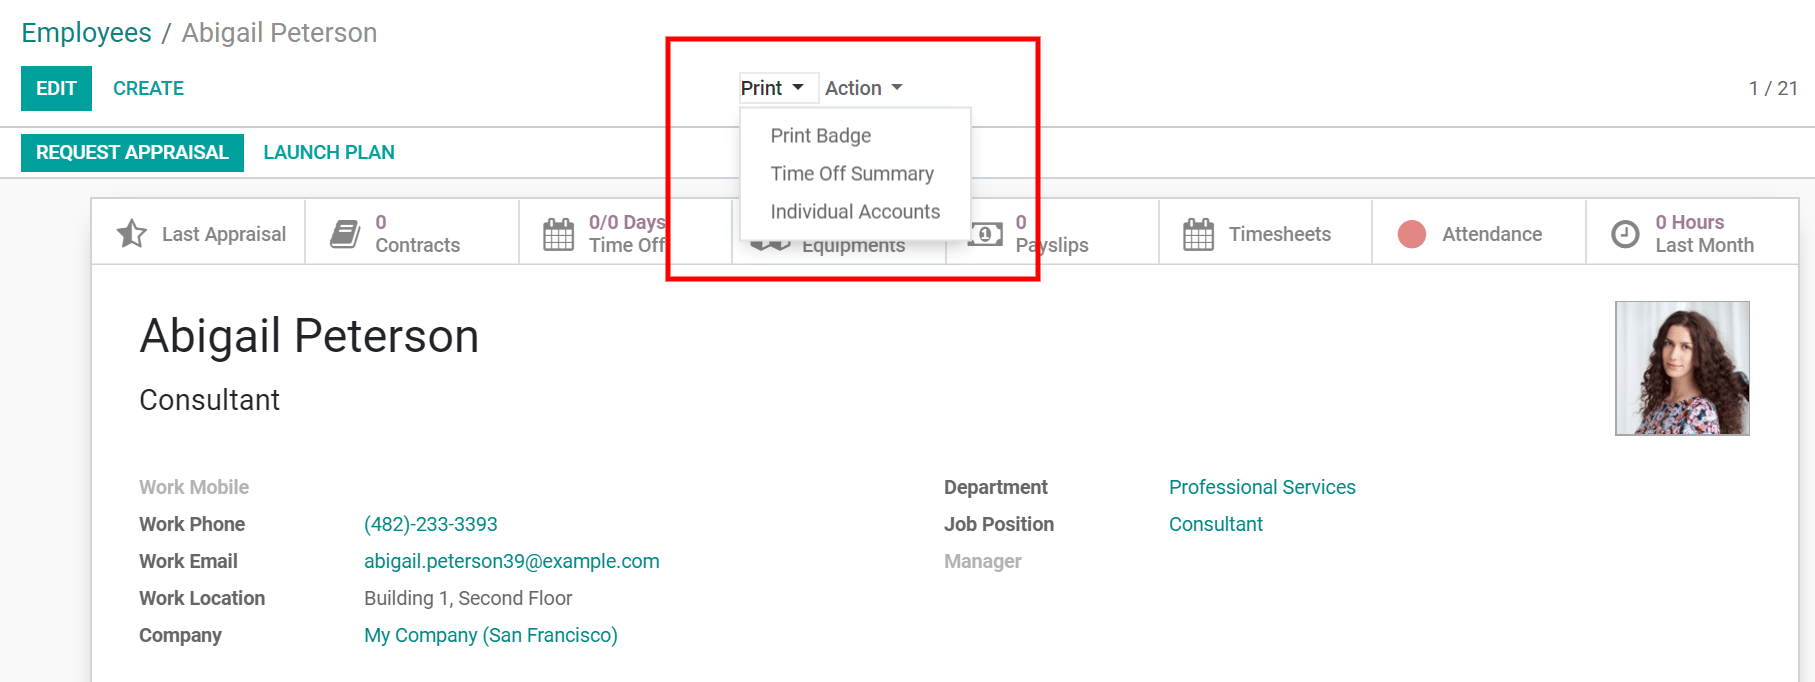 Employees / Abigail Peterson
EDIT CREATE Print Action 1 / 21
Print Badge
Time Off Summary
Individual Accounts
REQUEST APPRAISAL LAUNCH PLAN
Last Appraisal
0
Contracts
0/0 Days
Time Off
Equipments
0
Payslips
Timesheets
Attendance
0 Hours
Last Month
Abigail Peterson
Consultant
Work Mobile
Work Phone (482)-233-3393
Work Email abigail.peterson39@example.com
Work Location Building 1, Second Floor
Company My Company (San Francisco)
Department Professional Services
Job Position Consultant
Manager